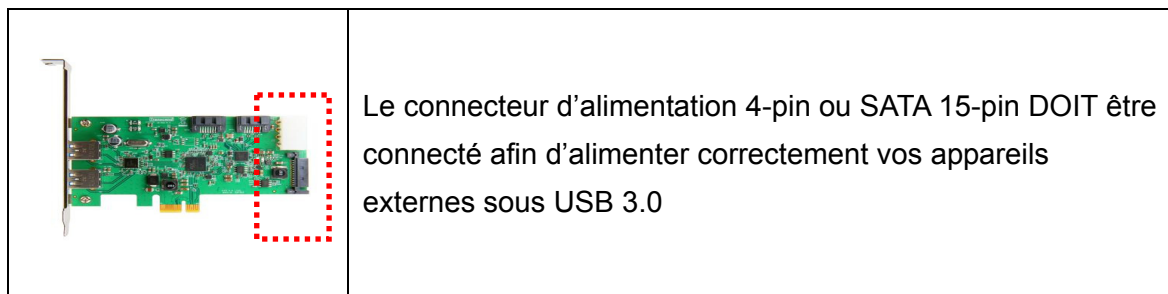 Le connecteur d’alimentation 4-pin ou SATA 15-pin DOIT être
connecté afin d’alimenter correctement vos appareils
externes sous USB 3.0